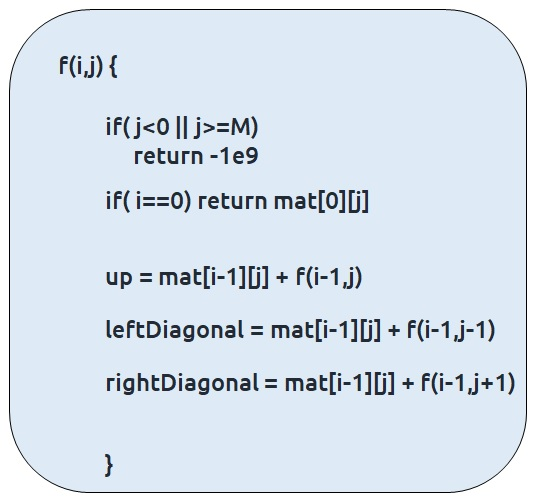 f(i,j) {
if( j<0 || j>=M)
return -1e9
if( i==0) return mat[0][j]
up = mat[i-1][j] + f(i-1,j)
leftDiagonal = mat[i-1][j] + f(i-1,j-1)
rightDiagonal = mat[i-1][j] + f(i-1,j+1)
}